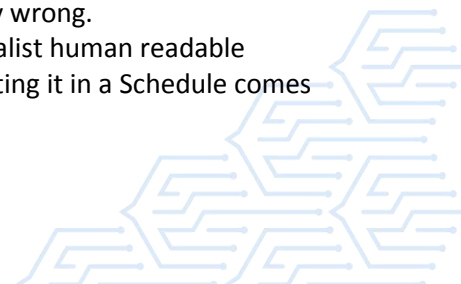 wrong.
alist human readable
ting it in a Schedule comes